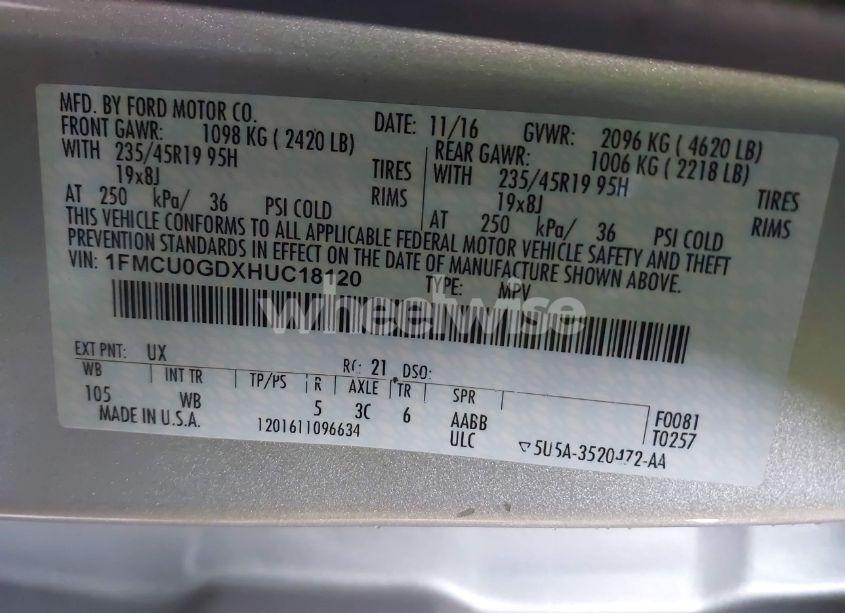 MFD. BY FORD MOTOR CO. DATE: 11/16 GVWR: 2096 KG ( 4620 LB)
FRONT GAWR: 1098 KG ( 2420 LB) REAR GAWR: 1006 KG ( 2218 LB)
WITH 235/45R19 95H TIRES WITH 235/45R19 95H TIRES
19x8J RIMS 19x8J RIMS
AT 250 kPa/ 36 PSI COLD AT 250 kPa/ 36 PSI COLD
THIS VEHICLE CONFORMS TO ALL APPLICABLE FEDERAL MOTOR VEHICLE SAFETY AND THEFT
PREVENTION STANDARDS IN EFFECT ON THE DATE OF MANUFACTURE SHOWN ABOVE.
VIN: 1FMCU0GDXHUC18120 TYPE: MPV
wheelwise
EXT PNT: UX RC: 21 DSO:
WB INT TR TP/PS R AXLE TR SPR
105 WB 5 3C 6 AABB F0081
MADE IN U.S.A. 1201611096634 ULC T0257
▽5U5A-3520472-AA